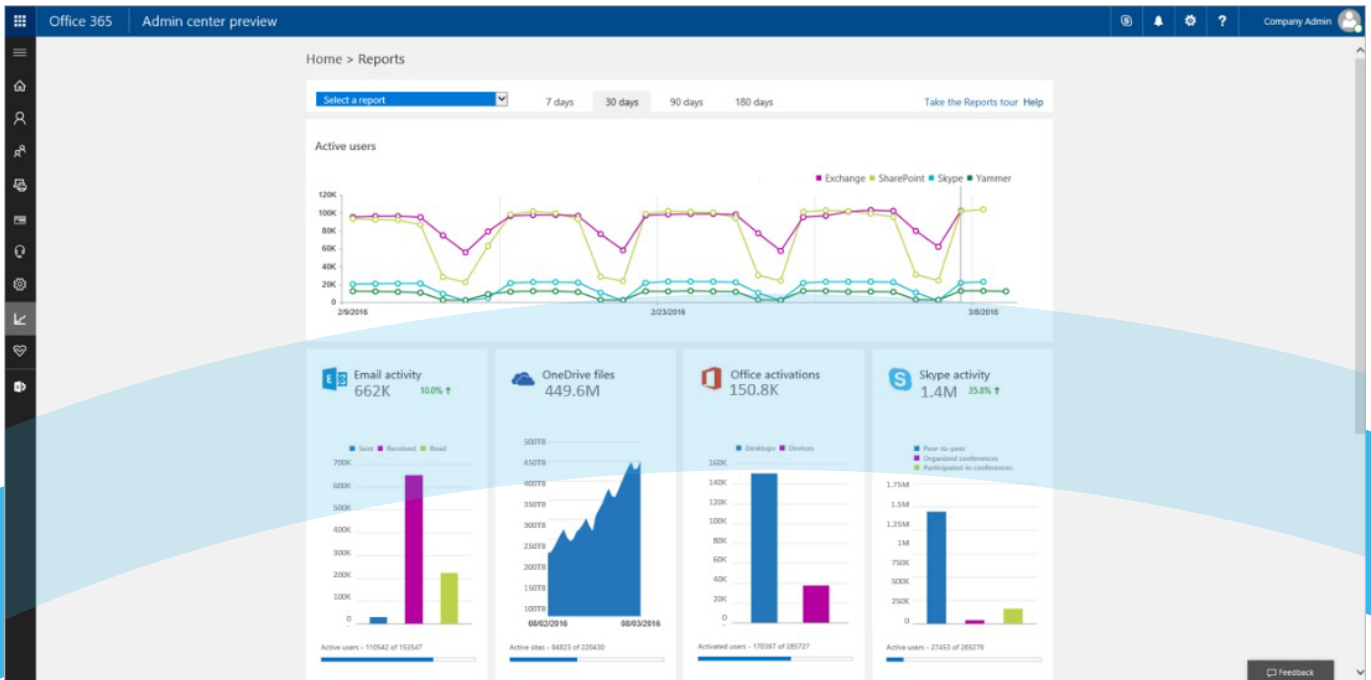 Office 365 Admin center preview
? Company Admin
Home > Reports
Select a report 7 days 30 days 90 days 180 days Take the Reports tour Help
Active users
Exchange SharePoint Skype Yammer
120K
100K
80K
60K
40K
20K
0
2/9/2016 2/23/2016 3/8/2016
Email activity
662K 10.0% ↑
Sent Received Read
700K
600K
500K
400K
300K
200K
100K
0
Active users - 110542 of 153547
OneDrive files
449.6M
500TB
450TB
400TB
350TB
300TB
250TB
200TB
150TB
100TB
08/02/2016 08/03/2016
Active sites - 94823 of 220430
Office activations
150.8K
Desktops Devices
160K
140K
120K
100K
80K
60K
40K
20K
0
Activated users - 170397 of 285727
Skype activity
1.4M 35.8% ↑
Peer-to-peer
Organized conferences
Participated-in conferences
1.75M
1.5M
1.25M
1M
750K
500K
250K
0
Active users - 27453 of 265276
Feedback